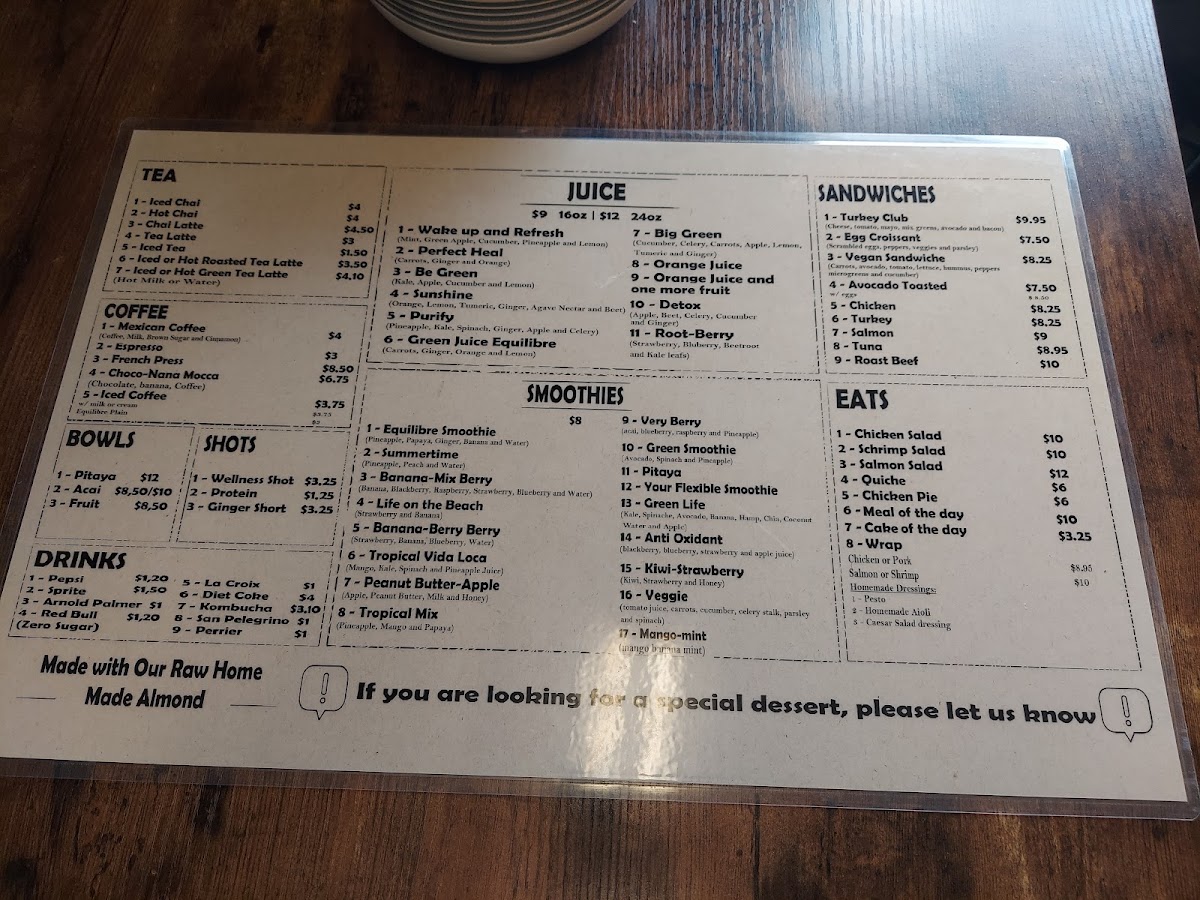 TEA
1 - Iced Chai $4
2 - Hot Chai $4
3 - Chai Latte $4.50
4 - Tea Latte $3
5 - Iced Tea $1.50
6 - Iced or Hot Roasted Tea Latte $3.50
7 - Iced or Hot Green Tea Latte $4.10
(Hot Milk or Water)
COFFEE
1 - Mexican Coffee $4
(Coffee, Milk, Brown Sugar and Cinnamon)
2 - Espresso $3
3 - French Press $8.50
4 - Choco-Nana Mocca $6.75
(Chocolate, banana, Coffee)
5 - Iced Coffee $3.75
w/ milk or cream $3.75
Equilibre Plain
BOWLS
1 - Pitaya $12
2 - Acai $8,50/$10
3 - Fruit $8,50
SHOTS
1 - Wellness Shot $3.25
2 - Protein $1,25
3 - Ginger Short $3.25
DRINKS
1 - Pepsi $1,20
2 - Sprite $1,50
3 - Arnold Palmer $1
4 - Red Bull $1,20
(Zero Sugar)
5 - La Croix $1
6 - Diet Coke $4
7 - Kombucha $3,10
8 - San Pelegrino $1
9 - Perrier $1
JUICE
$9 16oz | $12 24oz
1 - Wake up and Refresh
(Mint, Green Apple, Cucumber, Pineapple and Lemon)
2 - Perfect Heal
(Carrots, Ginger and Orange)
3 - Be Green
(Kale, Apple, Cucumber and Lemon)
4 - Sunshine
(Orange, Lemon, Tumeric, Ginger, Agave Nectar and Beet)
5 - Purify
(Pineapple, Kale, Spinach, Ginger, Apple and Celery)
6 - Green Juice Equilibre
(Carrots, Ginger, Orange and Lemon)
7 - Big Green
(Cucumber, Celery, Carrots, Apple, Lemon,
Tumeric and Ginger)
8 - Orange Juice
9 - Orange Juice and
one more fruit
10 - Detox
(Apple, Beet, Celery, Cucumber
and Ginger)
11 - Root-Berry
(Strawberry, Bluberry, Beetroot
and Kale leafs)
SMOOTHIES
$8
1 - Equilibre Smoothie
(Pineapple, Papaya, Ginger, Banana and Water)
2 - Summertime
(Pineapple, Peach and Water)
3 - Banana-Mix Berry
(Banana, Blackberry, Raspberry, Strawberry, Blueberry and Water)
4 - Life on the Beach
(Strawberry and Banana)
5 - Banana-Berry Berry
(Strawberry, Banana, Blueberry, Water)
6 - Tropical Vida Loca
(Mango, Kale, Spinach and Pineapple Juice)
7 - Peanut Butter-Apple
(Apple, Peanut Butter, Milk and Honey)
8 - Tropical Mix
(Pineapple, Mango and Papaya)
9 - Very Berry
(acai, blueberry, raspberry and Pineapple)
10 - Green Smoothie
(Avocado, Spinach and Pineapple)
11 - Pitaya
12 - Your Flexible Smoothie
13 - Green Life
(Kale, Spinache, Avocado, Banana, Hamp, Chia, Coconut
Water and Apple)
14 - Anti Oxidant
(blackberry, blueberry, strawberry and apple juice)
15 - Kiwi-Strawberry
(Kiwi, Strawberry and Honey)
16 - Veggie
(tomato juice, carrots, cucumber, celery stalk, parsley
and spinach)
17 - Mango-mint
(mango banana mint)
SANDWICHES
1 - Turkey Club $9.95
(Cheese, tomato, mayo, mix greens, avocado and bacon)
2 - Egg Croissant $7.50
(Scrambled eggs, peppers, veggies and parsley)
3 - Vegan Sandwiche $8.25
(Carrots, avocado, tomato, lettuce, hummus, peppers
microgreens and cucumber)
4 - Avocado Toasted $7.50
w/ eggs $ 8.50
5 - Chicken $8.25
6 - Turkey $8.25
7 - Salmon $9
8 - Tuna $8.95
9 - Roast Beef $10
EATS
1 - Chicken Salad $10
2 - Schrimp Salad $10
3 - Salmon Salad $12
4 - Quiche $6
5 - Chicken Pie $6
6 - Meal of the day $10
7 - Cake of the day $3.25
8 - Wrap
Chicken or Pork $8.95
Salmon or Shrimp $10
Homemade Dressings:
1 - Pesto
2 - Homemade Aioli
3 - Caesar Salad dressing
Made with Our Raw Home
Made Almond
If you are looking for a special dessert, please let us know